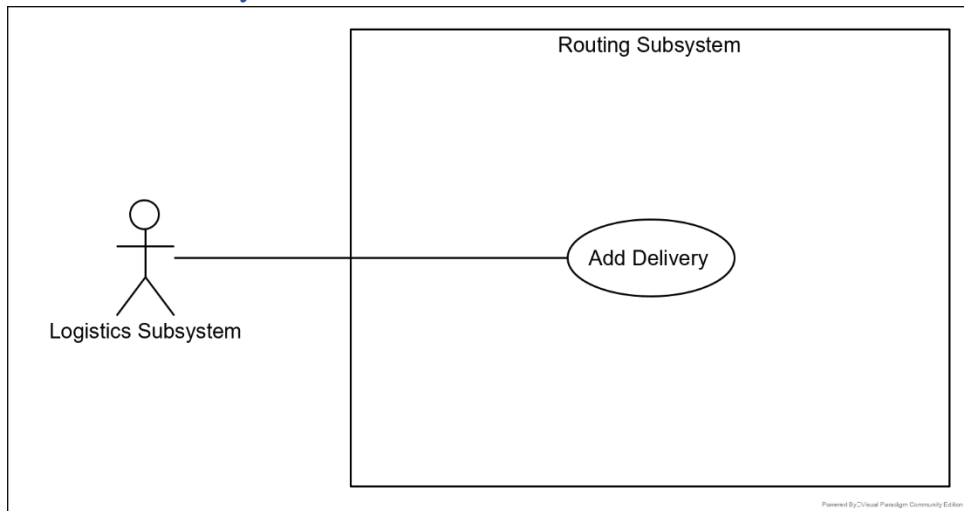 Routing Subsystem
Add Delivery
Logistics Subsystem
Powered By Visual Paradigm Community Edition